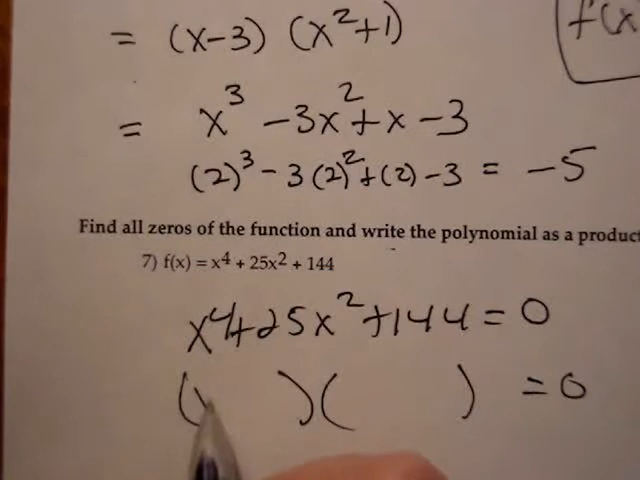 = (x-3) (x²+1)
f(x
= x³ -3x²+x -3
(2)³ - 3(2)²+(2) -3 = -5
Find all zeros of the function and write the polynomial as a product
7) f(x) = x4 + 25x2 + 144
x⁴+25x²+144 = 0
( )( ) = 0